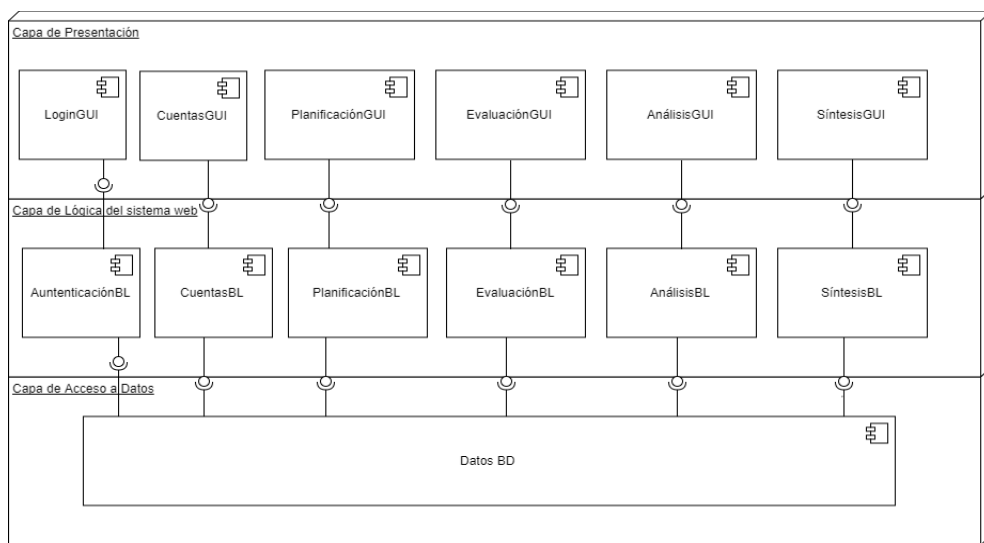 Capa de Presentación
LoginGUI
CuentasGUI
PlanificaciónGUI
EvaluaciónGUI
AnálisisGUI
SíntesisGUI
Capa de Lógica del sistema web
AuntenticaciónBL
CuentasBL
PlanificaciónBL
EvaluaciónBL
AnálisisBL
SíntesisBL
Capa de Acceso a Datos
Datos BD